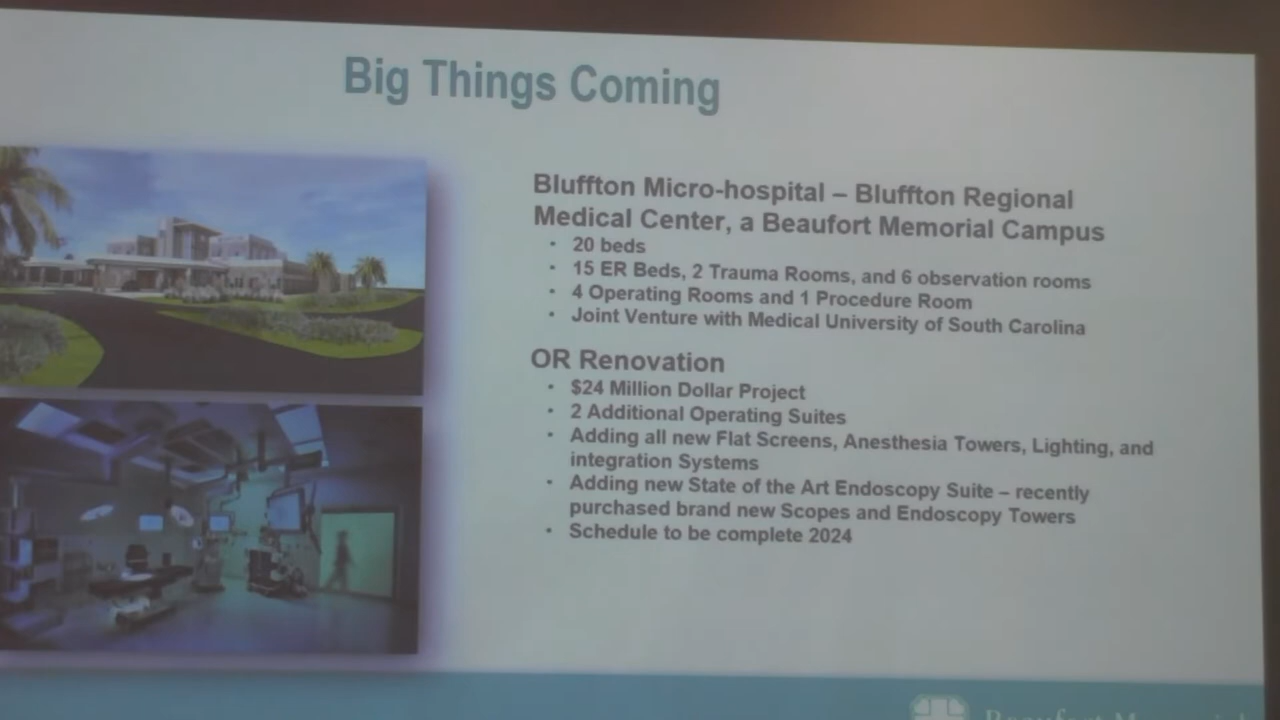 Big Things Coming
Bluffton Micro-hospital – Bluffton Regional
Medical Center, a Beaufort Memorial Campus
• 20 beds
• 15 ER Beds, 2 Trauma Rooms, and 6 observation rooms
• 4 Operating Rooms and 1 Procedure Room
• Joint Venture with Medical University of South Carolina
OR Renovation
• $24 Million Dollar Project
• 2 Additional Operating Suites
• Adding all new Flat Screens, Anesthesia Towers, Lighting, and
integration Systems
• Adding new State of the Art Endoscopy Suite – recently
purchased brand new Scopes and Endoscopy Towers
• Schedule to be complete 2024